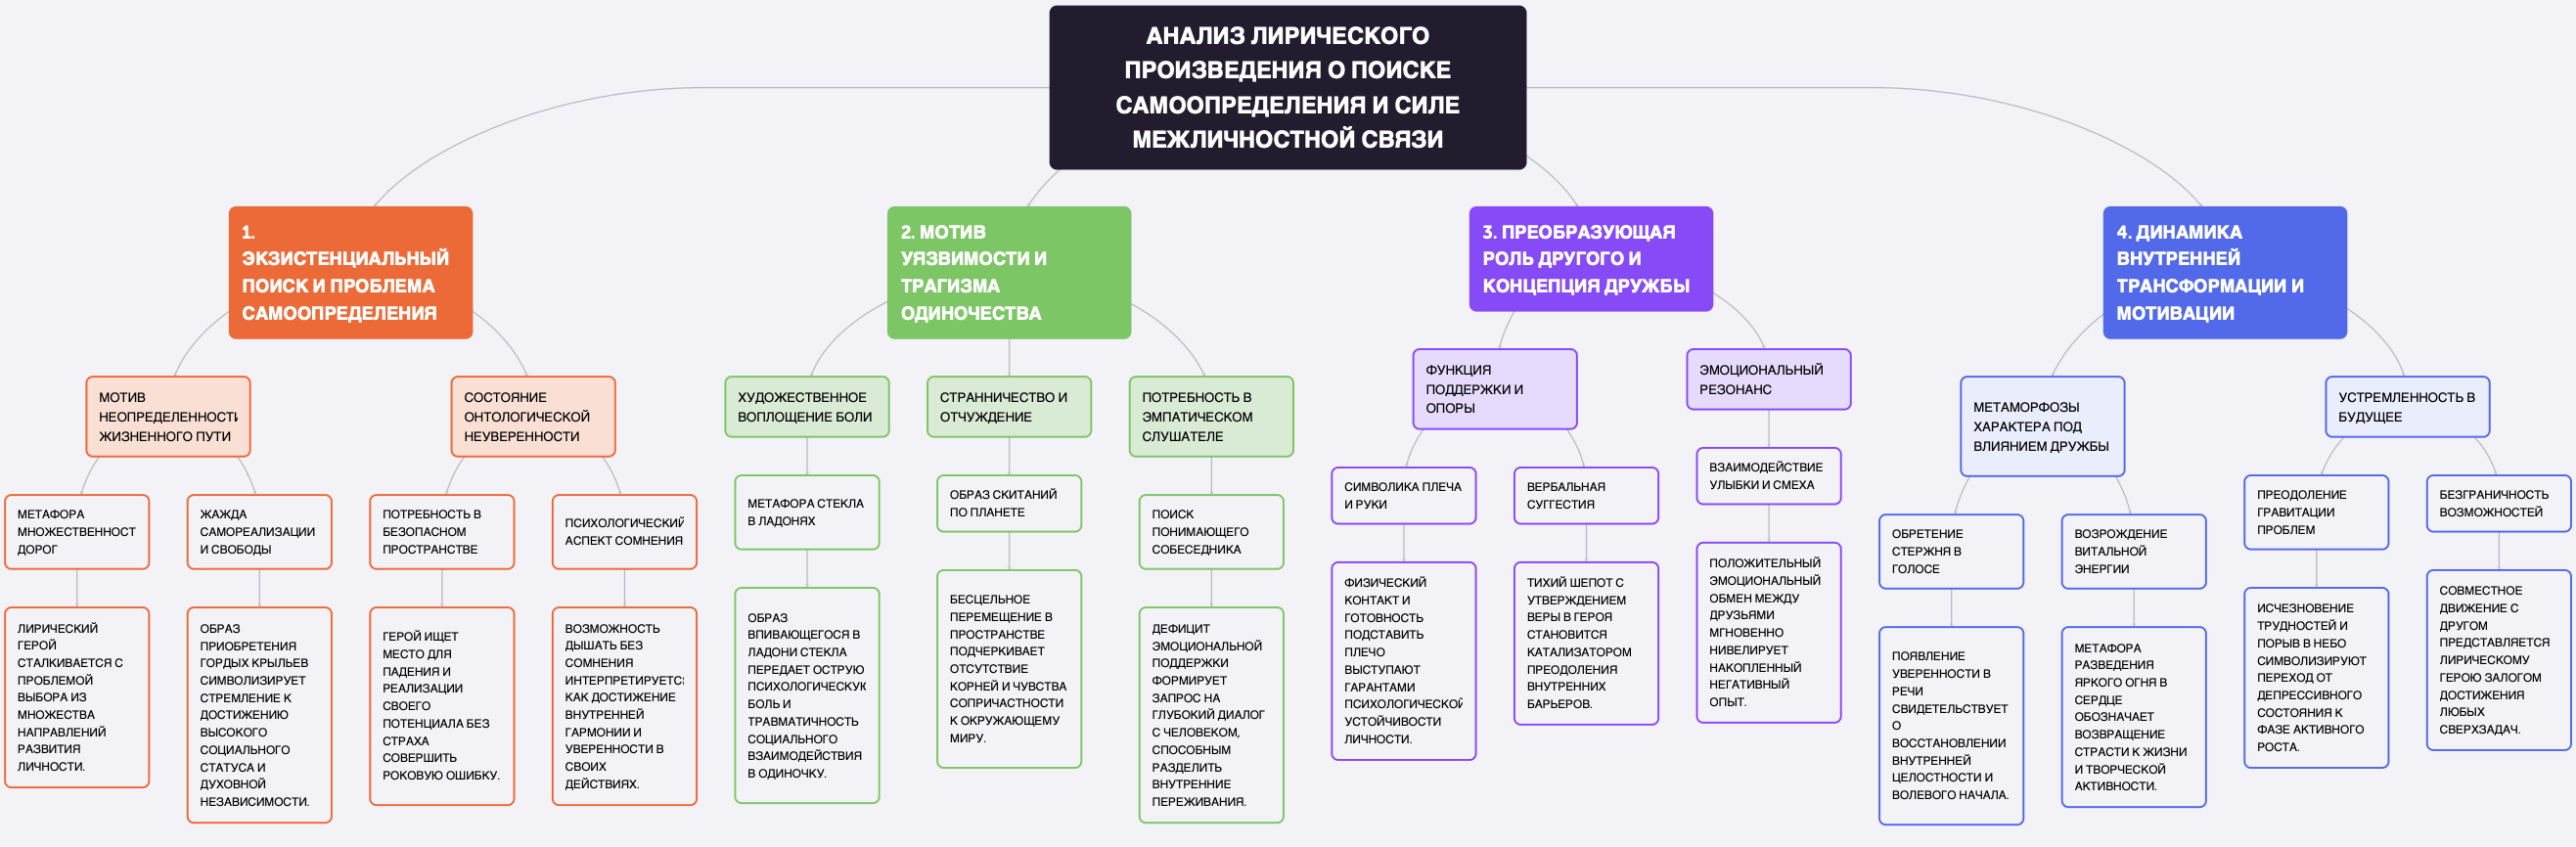 АНАЛИЗ ЛИРИЧЕСКОГО
ПРОИЗВЕДЕНИЯ О ПОИСКЕ
САМООПРЕДЕЛЕНИЯ И СИЛЕ
МЕЖЛИЧНОСТНОЙ СВЯЗИ
1.
ЭКЗИСТЕНЦИАЛЬНЫЙ
ПОИСК И ПРОБЛЕМА
САМООПРЕДЕЛЕНИЯ
МОТИВ
НЕОПРЕДЕЛЕННОСТИ
ЖИЗНЕННОГО ПУТИ
МЕТАФОРА
МНОЖЕСТВЕННОСТ
ДОРОГ
ЛИРИЧЕСКИЙ
ГЕРОЙ
СТАЛКИВАЕТСЯ С
ПРОБЛЕМОЙ
ВЫБОРА ИЗ
МНОЖЕСТВА
НАПРАВЛЕНИЙ
РАЗВИТИЯ
ЛИЧНОСТИ.
ЖАЖДА
САМОРЕАЛИЗАЦИИ
И СВОБОДЫ
ОБРАЗ
ПРИОБРЕТЕНИЯ
ГОРДЫХ КРЫЛЬЕВ
СИМВОЛИЗИРУЕТ
СТРЕМЛЕНИЕ К
ДОСТИЖЕНИЮ
ВЫСОКОГО
СОЦИАЛЬНОГО
СТАТУСА И
ДУХОВНОЙ
НЕЗАВИСИМОСТИ.
СОСТОЯНИЕ
ОНТОЛОГИЧЕСКОЙ
НЕУВЕРЕННОСТИ
ПОТРЕБНОСТЬ В
БЕЗОПАСНОМ
ПРОСТРАНСТВЕ
ГЕРОЙ ИЩЕТ
МЕСТО ДЛЯ
ПАДЕНИЯ И
РЕАЛИЗАЦИИ
СВОЕГО
ПОТЕНЦИАЛА БЕЗ
СТРАХА
СОВЕРШИТЬ
РОКОВУЮ ОШИБКУ.
ПСИХОЛОГИЧЕСКИЙ
АСПЕКТ СОМНЕНИЯ
ВОЗМОЖНОСТЬ
ДЫШАТЬ БЕЗ
СОМНЕНИЯ
ИНТЕРПРЕТИРУЕТСЯ
КАК ДОСТИЖЕНИЕ
ВНУТРЕННЕЙ
ГАРМОНИИ И
УВЕРЕННОСТИ В
СВОИХ
ДЕЙСТВИЯХ.
2. МОТИВ
УЯЗВИМОСТИ И
ТРАГИЗМА
ОДИНОЧЕСТВА
ХУДОЖЕСТВЕННОЕ
ВОПЛОЩЕНИЕ БОЛИ
МЕТАФОРА СТЕКЛА
В ЛАДОНЯХ
ОБРАЗ
ВПИВАЮЩЕГОСЯ В
ЛАДОНИ СТЕКЛА
ПЕРЕДАЕТ ОСТРУЮ
ПСИХОЛОГИЧЕСКУЮ
БОЛЬ И
ТРАВМАТИЧНОСТЬ
СОЦИАЛЬНОГО
ВЗАИМОДЕЙСТВИЯ
В ОДИНОЧКУ.
СТРАННИЧЕСТВО И
ОТЧУЖДЕНИЕ
ОБРАЗ СКИТАНИЙ
ПО ПЛАНЕТЕ
БЕСЦЕЛЬНОЕ
ПЕРЕМЕЩЕНИЕ В
ПРОСТРАНСТВЕ
ПОДЧЕРКИВАЕТ
ОТСУТСТВИЕ
КОРНЕЙ И ЧУВСТВА
СОПРИЧАСТНОСТИ
К ОКРУЖАЮЩЕМУ
МИРУ.
ПОТРЕБНОСТЬ В
ЭМПАТИЧЕСКОМ
СЛУШАТЕЛЕ
ПОИСК
ПОНИМАЮЩЕГО
СОБЕСЕДНИКА
ДЕФИЦИТ
ЭМОЦИОНАЛЬНОЙ
ПОДДЕРЖКИ
ФОРМИРУЕТ
ЗАПРОС НА
ГЛУБОКИЙ ДИАЛОГ
С ЧЕЛОВЕКОМ,
СПОСОБНЫМ
РАЗДЕЛИТЬ
ВНУТРЕННИЕ
ПЕРЕЖИВАНИЯ.
3. ПРЕОБРАЗУЮЩАЯ
РОЛЬ ДРУГОГО И
КОНЦЕПЦИЯ ДРУЖБЫ
ФУНКЦИЯ
ПОДДЕРЖКИ И
ОПОРЫ
СИМВОЛИКА ПЛЕЧА
И РУКИ
ФИЗИЧЕСКИЙ
КОНТАКТ И
ГОТОВНОСТЬ
ПОДСТАВИТЬ
ПЛЕЧО
ВЫСТУПАЮТ
ГАРАНТАМИ
ПСИХОЛОГИЧЕСКОЙ
УСТОЙЧИВОСТИ
ЛИЧНОСТИ.
ВЕРБАЛЬНАЯ
СУГГЕСТИЯ
ТИХИЙ ШЕПОТ С
УТВЕРЖДЕНИЕМ
ВЕРЫ В ГЕРОЯ
СТАНОВИТСЯ
КАТАЛИЗАТОРОМ
ПРЕОДОЛЕНИЯ
ВНУТРЕННИХ
БАРЬЕРОВ.
ЭМОЦИОНАЛЬНЫЙ
РЕЗОНАНС
ВЗАИМОДЕЙСТВИЕ
УЛЫБКИ И СМЕХА
ПОЛОЖИТЕЛЬНЫЙ
ЭМОЦИОНАЛЬНЫЙ
ОБМЕН МЕЖДУ
ДРУЗЬЯМИ
МГНОВЕННО
НИВЕЛИРУЕТ
НАКОПЛЕННЫЙ
НЕГАТИВНЫЙ
ОПЫТ.
4. ДИНАМИКА
ВНУТРЕННЕЙ
ТРАНСФОРМАЦИИ И
МОТИВАЦИИ
МЕТАМОРФОЗЫ
ХАРАКТЕРА ПОД
ВЛИЯНИЕМ ДРУЖБЫ
ОБРЕТЕНИЕ
СТЕРЖНЯ В
ГОЛОСЕ
ПОЯВЛЕНИЕ
УВЕРЕННОСТИ В
РЕЧИ
СВИДЕТЕЛЬСТВУЕТ
О
ВОССТАНОВЛЕНИИ
ВНУТРЕННЕЙ
ЦЕЛОСТНОСТИ И
ВОЛЕВОГО НАЧАЛА.
ВОЗРОЖДЕНИЕ
ВИТАЛЬНОЙ
ЭНЕРГИИ
МЕТАФОРА
РАЗВЕДЕНИЯ
ЯРКОГО ОГНЯ В
СЕРДЦЕ
ОБОЗНАЧАЕТ
ВОЗВРАЩЕНИЕ
СТРАСТИ К ЖИЗНИ
И ТВОРЧЕСКОЙ
АКТИВНОСТИ.
УСТРЕМЛЕННОСТЬ В
БУДУЩЕЕ
ПРЕОДОЛЕНИЕ
ГРАВИТАЦИИ
ПРОБЛЕМ
ИСЧЕЗНОВЕНИЕ
ТРУДНОСТЕЙ И
ПОРЫВ В НЕБО
СИМВОЛИЗИРУЮТ
ПЕРЕХОД ОТ
ДЕПРЕССИВНОГО
СОСТОЯНИЯ К
ФАЗЕ АКТИВНОГО
РОСТА.
БЕЗГРАНИЧНОСТЬ
ВОЗМОЖНОСТЕЙ
СОВМЕСТНОЕ
ДВИЖЕНИЕ С
ДРУГОМ
ПРЕДСТАВЛЯЕТСЯ
ЛИРИЧЕСКОМУ
ГЕРОЮ ЗАЛОГОМ
ДОСТИЖЕНИЯ
ЛЮБЫХ
СВЕРХЗАДАЧ.